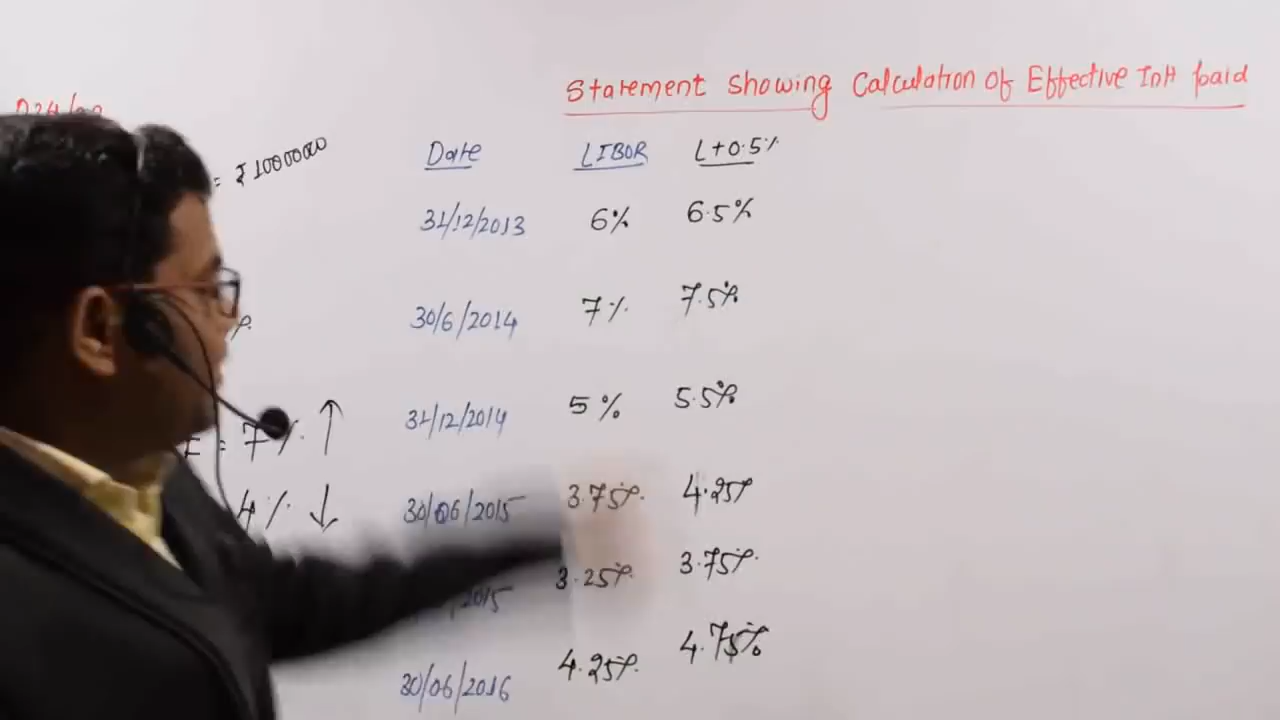 Statement showing Calculation of Effective Int paid
= ₹10000000
Date LIBOR L+0.5%
31/12/2013 6% 6.5%
30/6/2014 7% 7.5%
31/12/2014 5% 5.5%
= 7% ↑
30/06/2015 3.75% 4.25%
4% ↓
2015 3.25% 3.75%
30/06/2016 4.25% 4.75%